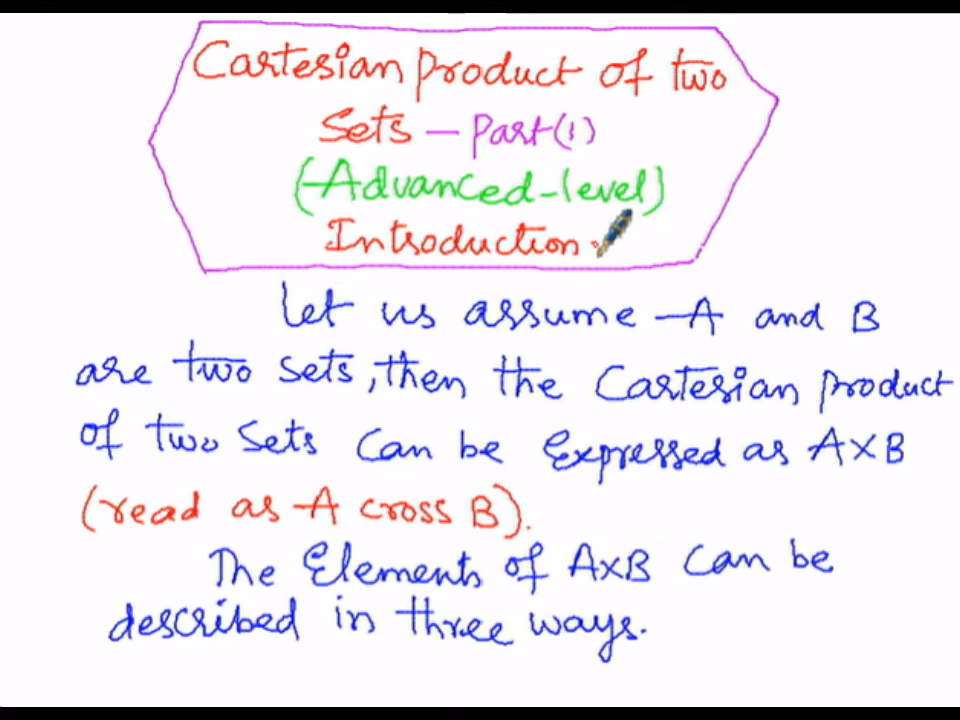 Cartesian product of two
Sets - Part(1)
(Advanced-level)
Introduction.
Let us assume A and B
are two sets, then the Cartesian product
of two sets can be Expressed as A×B
(read as A cross B).
The Elements of A×B can be
described in three ways.